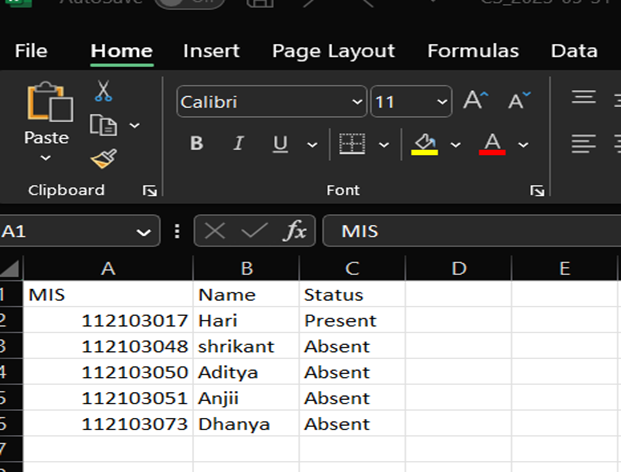 AutoSave Off
File Home Insert Page Layout Formulas Data
Calibri 11 A A
Paste
B I U A
Clipboard Font
A1 fx MIS
A B C D E
1 MIS Name Status
2 112103017 Hari Present
3 112103048 shrikant Absent
4 112103050 Aditya Absent
5 112103051 Anjii Absent
6 112103073 Dhanya Absent
7